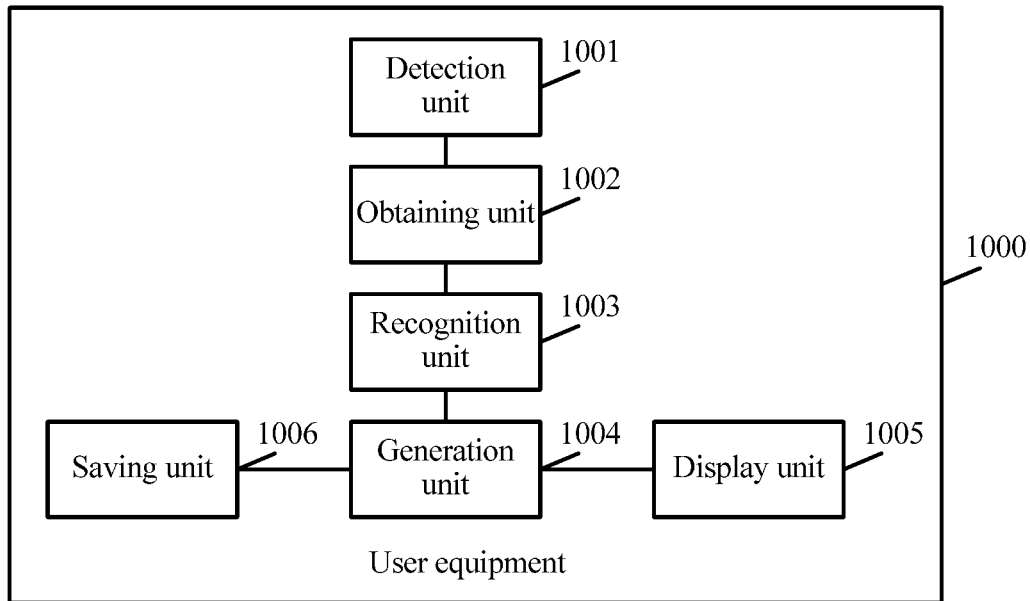 Detection
unit
1001
Obtaining unit
1002
1000
Recognition
unit
1003
Saving unit
1006
Generation
unit
1004
Display unit
1005
User equipment